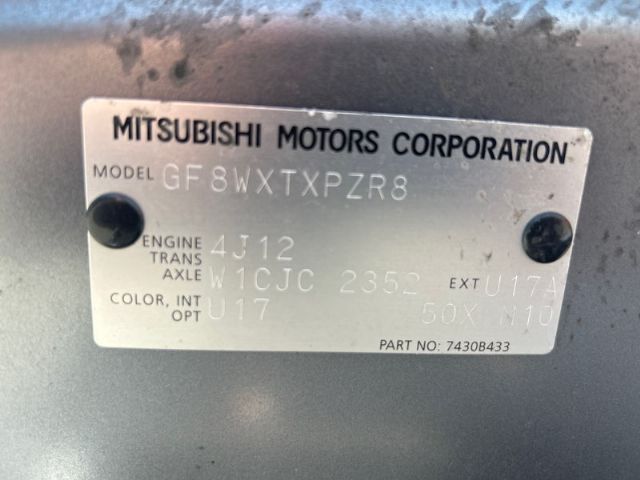 MITSUBISHI MOTORS CORPORATION
MODEL GF8WXTXPZR8
ENGINE 4J12
TRANS AXLE W1CJC 2352 EXT U17A
COLOR, INT OPT U17 50X M10
PART NO: 7430B433